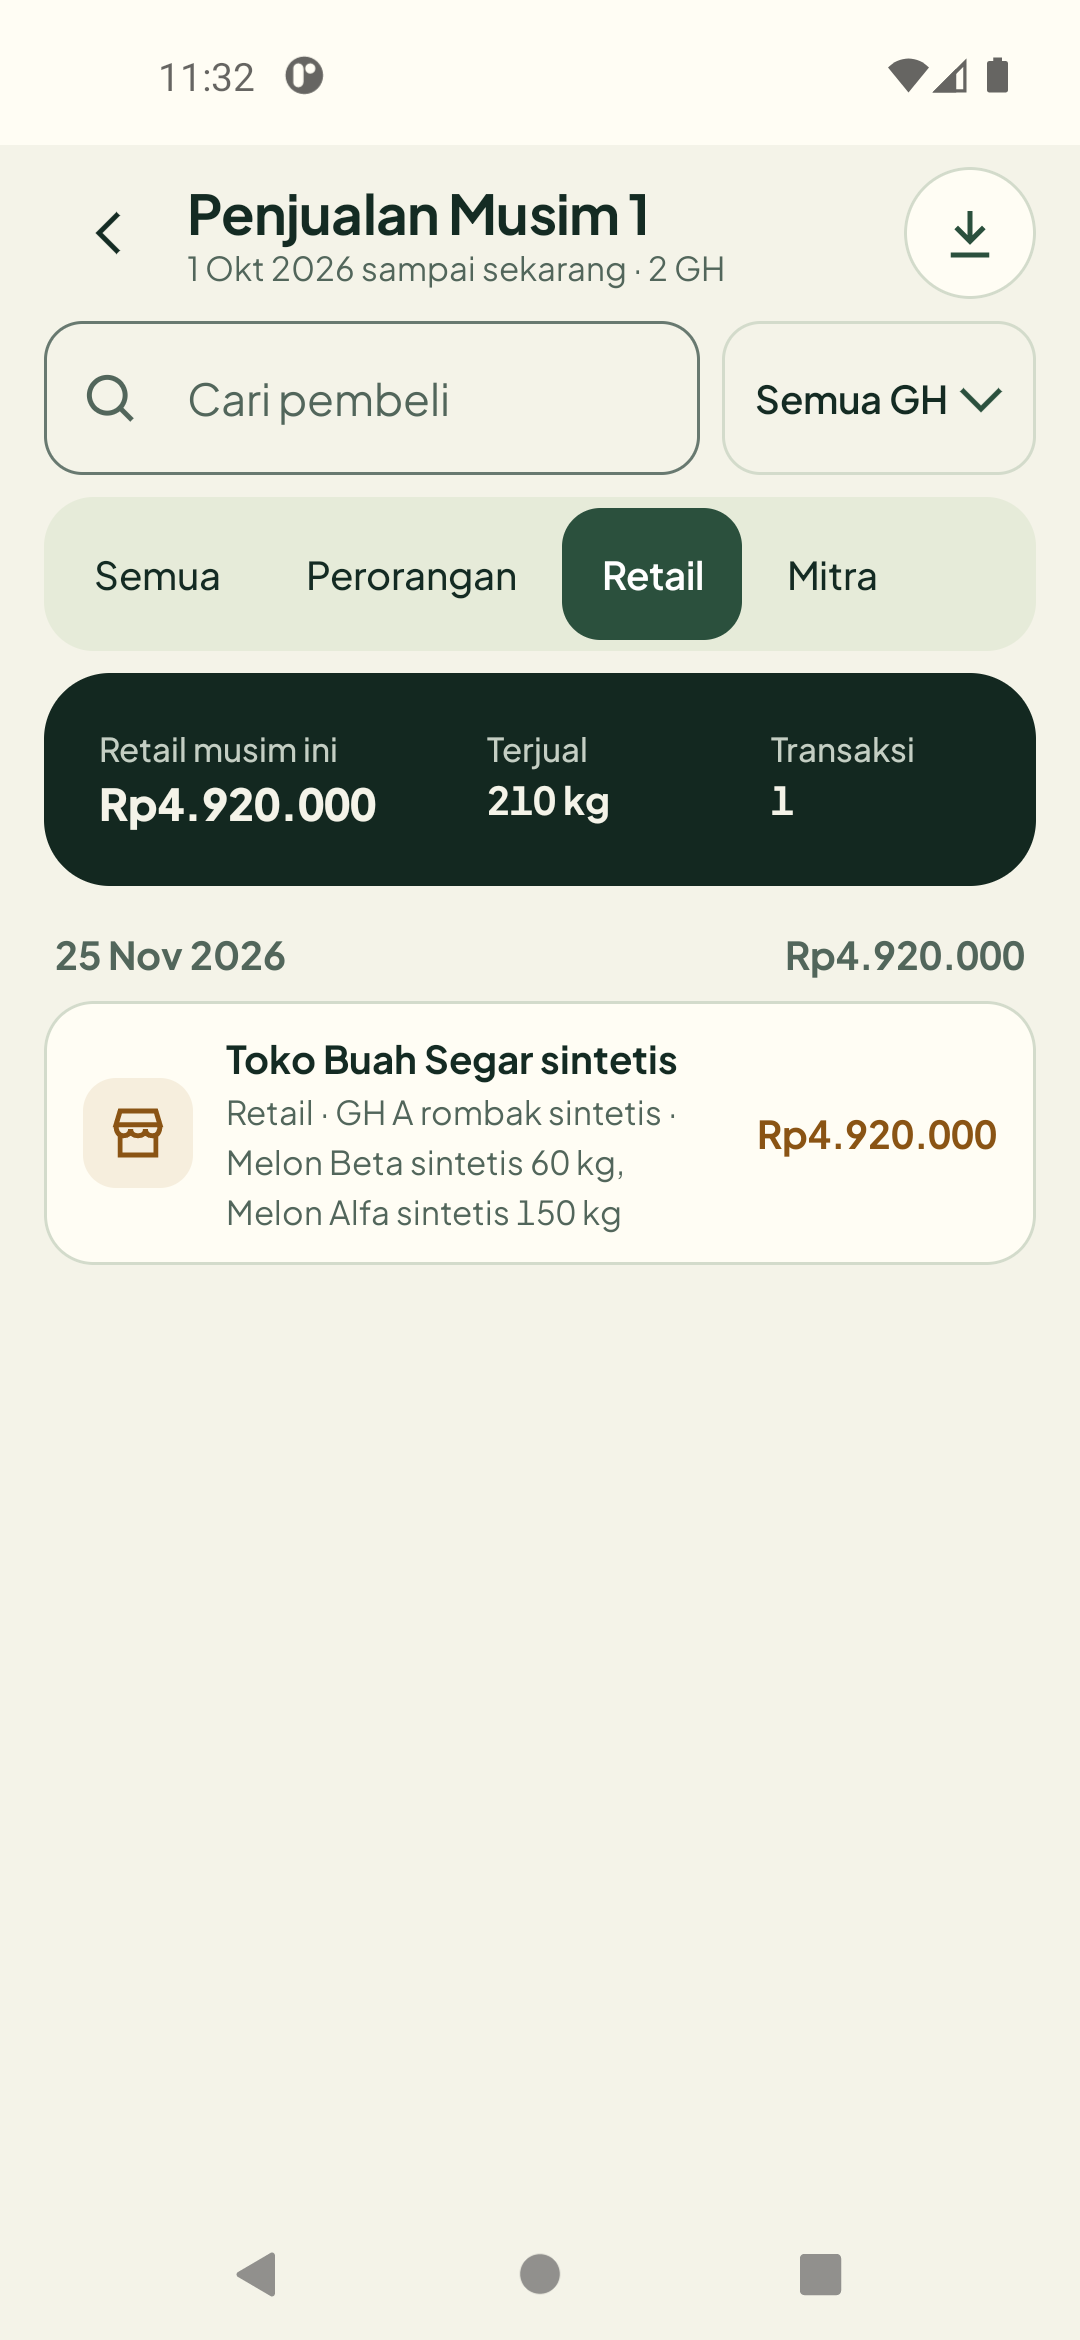 11:32
Penjualan Musim 1
1 Okt 2026 sampai sekarang · 2 GH
Cari pembeli
Semua GH
Semua Perorangan Retail Mitra
Retail musim ini Terjual Transaksi
Rp4.920.000 210 kg 1
25 Nov 2026 Rp4.920.000
Toko Buah Segar sintetis
Retail · GH A rombak sintetis ·
Melon Beta sintetis 60 kg,
Melon Alfa sintetis 150 kg
Rp4.920.000